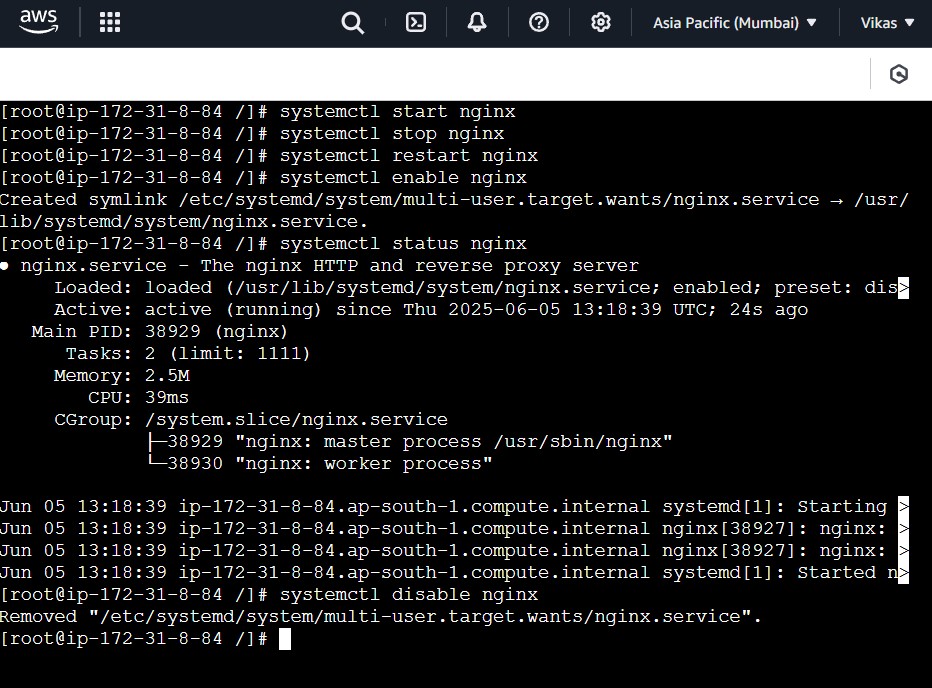 aws
Asia Pacific (Mumbai) ▼ Vikas ▼
[root@ip-172-31-8-84 /]# systemctl start nginx
[root@ip-172-31-8-84 /]# systemctl stop nginx
[root@ip-172-31-8-84 /]# systemctl restart nginx
[root@ip-172-31-8-84 /]# systemctl enable nginx
Created symlink /etc/systemd/system/multi-user.target.wants/nginx.service → /usr/
lib/systemd/system/nginx.service.
[root@ip-172-31-8-84 /]# systemctl status nginx
● nginx.service - The nginx HTTP and reverse proxy server
     Loaded: loaded (/usr/lib/systemd/system/nginx.service; enabled; preset: dis>
     Active: active (running) since Thu 2025-06-05 13:18:39 UTC; 24s ago
   Main PID: 38929 (nginx)
      Tasks: 2 (limit: 1111)
     Memory: 2.5M
        CPU: 39ms
     CGroup: /system.slice/nginx.service
             ├─38929 "nginx: master process /usr/sbin/nginx"
             └─38930 "nginx: worker process"
Jun 05 13:18:39 ip-172-31-8-84.ap-south-1.compute.internal systemd[1]: Starting >
Jun 05 13:18:39 ip-172-31-8-84.ap-south-1.compute.internal nginx[38927]: nginx: >
Jun 05 13:18:39 ip-172-31-8-84.ap-south-1.compute.internal nginx[38927]: nginx: >
Jun 05 13:18:39 ip-172-31-8-84.ap-south-1.compute.internal systemd[1]: Started n>
[root@ip-172-31-8-84 /]# systemctl disable nginx
Removed "/etc/systemd/system/multi-user.target.wants/nginx.service".
[root@ip-172-31-8-84 /]#